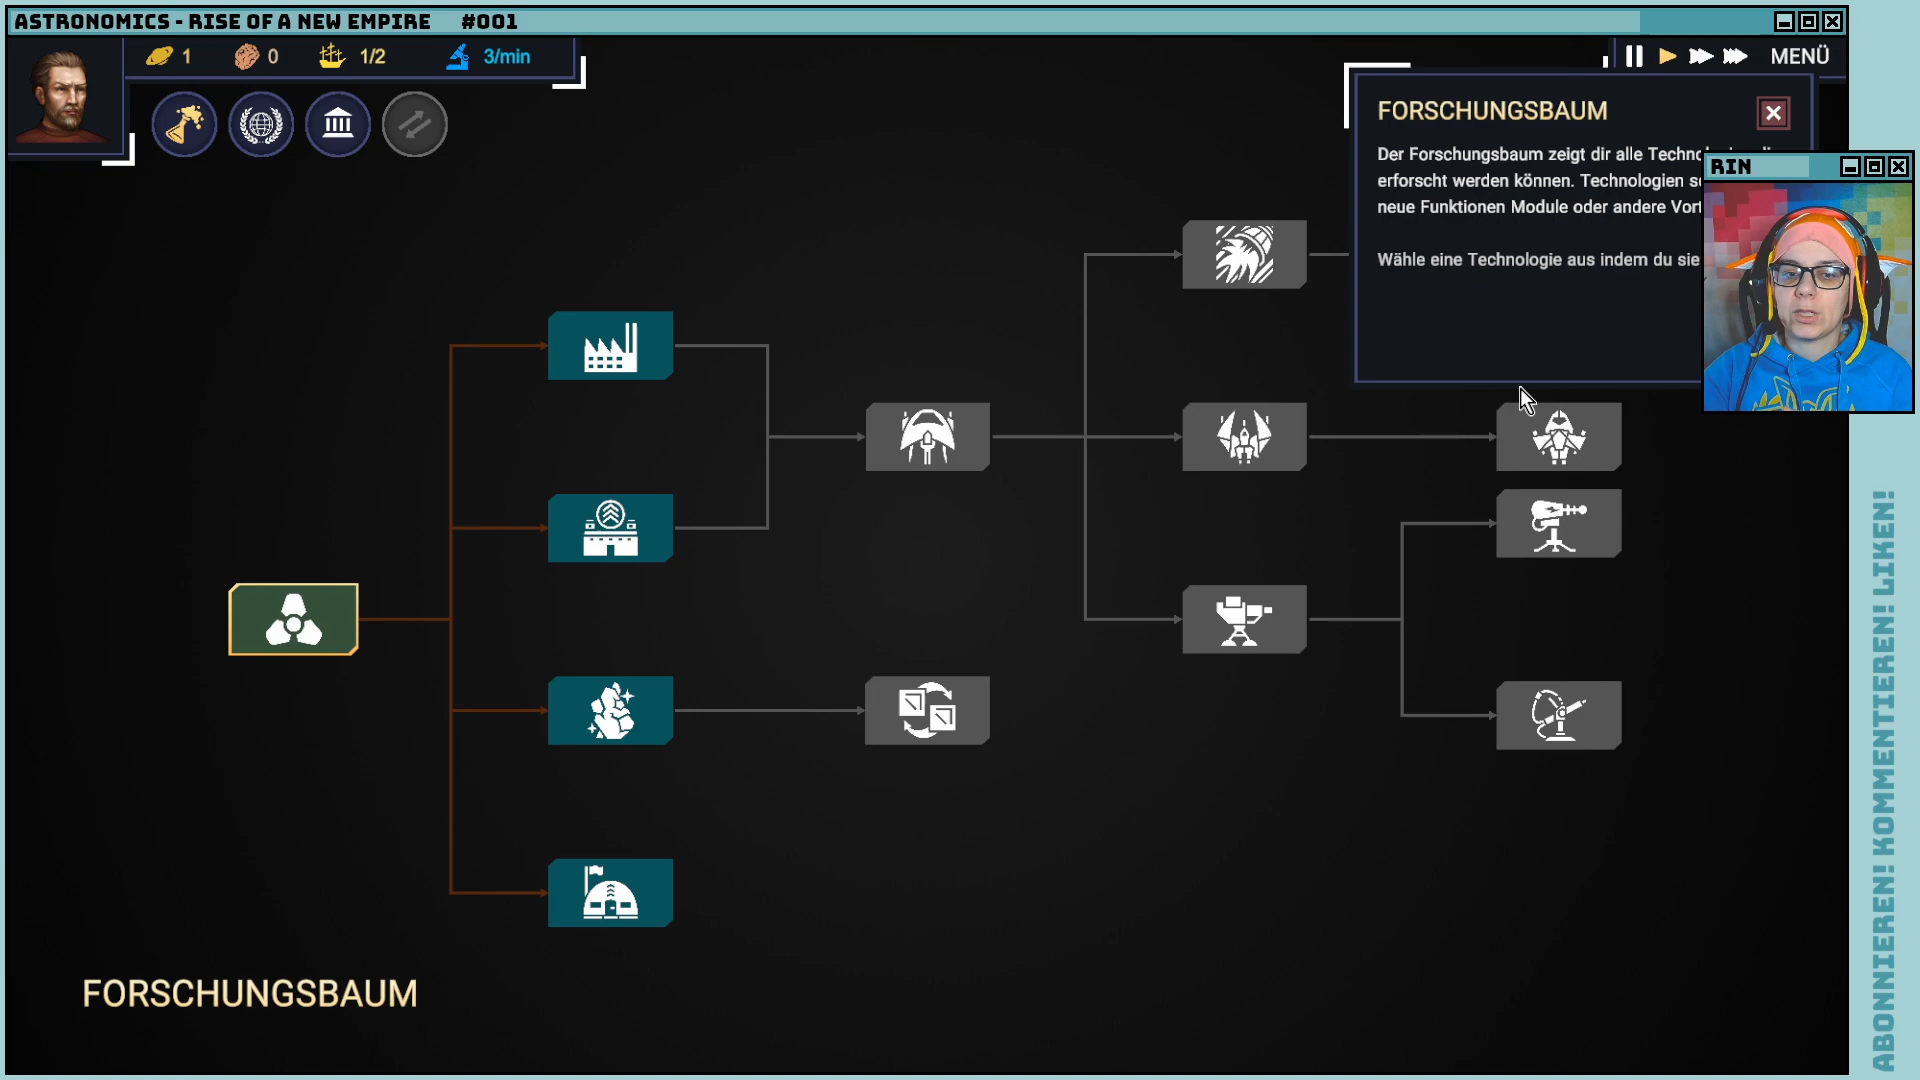 ASTRONOMICS - RISE OF A NEW EMPIRE #001
1 0 1/2 3/min
MENÜ
FORSCHUNGSBAUM
Der Forschungsbaum zeigt dir alle
erforscht werden können. Technologien
neue Funktionen Module oder andere
Wähle eine Technologie aus indem du sie
RIN
FORSCHUNGSBAUM
ABONNIEREN! KOMMENTIEREN! LIKEN!